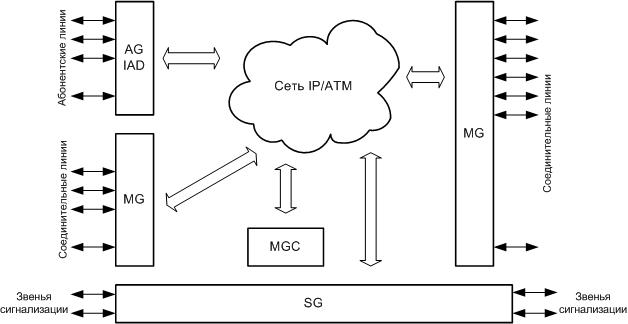 Абонентские линии
AG
IAD
Сеть IP/ATM
MG
Соединительные линии
Соединительные линии
MG
MGC
Звенья
сигнализации
SG
Звенья
сигнализации